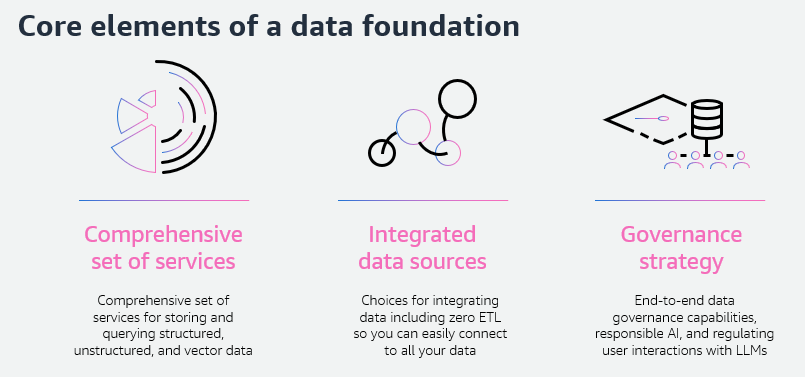 Core elements of a data foundation
Comprehensive
set of services
Comprehensive set of
services for storing and
querying structured,
unstructured, and vector data
Integrated
data sources
Choices for integrating
data including zero ETL
so you can easily connect
to all your data
Governance
strategy
End-to-end data
governance capabilities,
responsible AI, and regulating
user interactions with LLMs